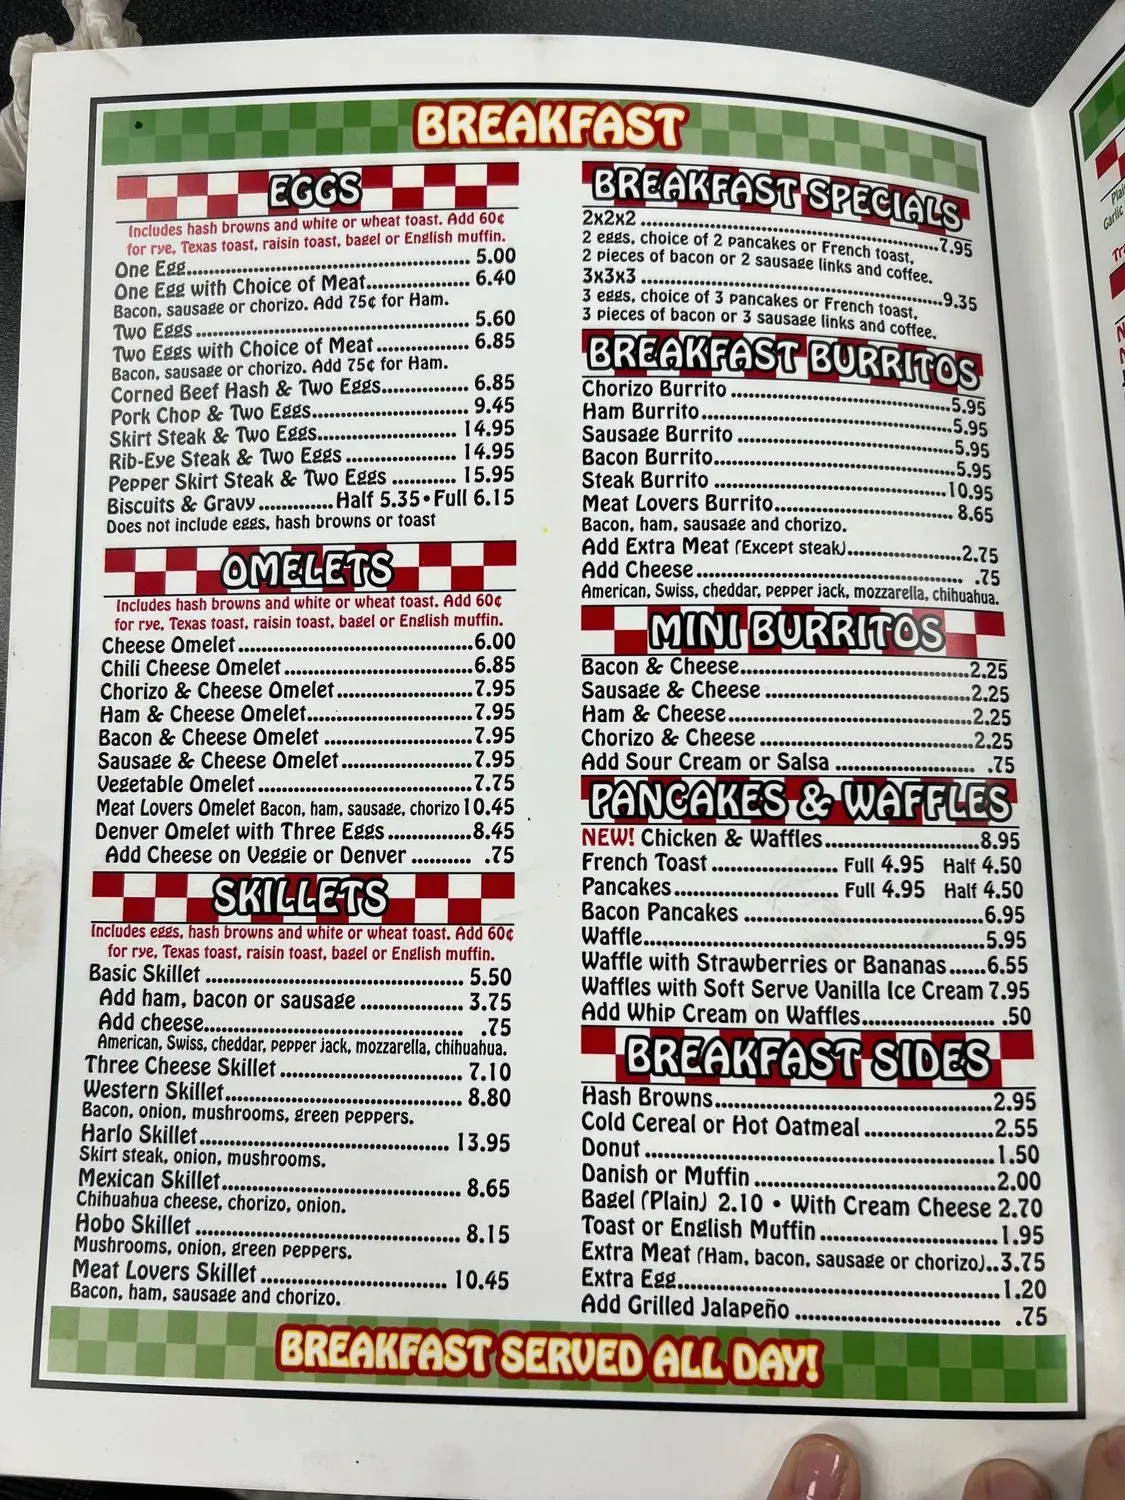 BREAKFAST
EGGS
Includes hash browns and white or wheat toast. Add 60¢
for rye, Texas toast, raisin toast, bagel or English muffin.
One Egg................................................ 5.00
One Egg with Choice of Meat................. 6.40
Bacon, sausage or chorizo. Add 75¢ for Ham.
Two Eggs............................................... 5.60
Two Eggs with Choice of Meat............... 6.85
Bacon, sausage or chorizo. Add 75¢ for Ham.
Corned Beef Hash & Two Eggs.............. 6.85
Pork Chop & Two Eggs.......................... 9.45
Skirt Steak & Two Eggs........................ 14.95
Rib-Eye Steak & Two Eggs................... 14.95
Pepper Skirt Steak & Two Eggs........... 15.95
Biscuits & Gravy............. Half 5.35 • Full 6.15
Does not include eggs, hash browns or toast
OMELETS
Includes hash browns and white or wheat toast. Add 60¢
for rye, Texas toast, raisin toast, bagel or English muffin.
Cheese Omelet.....................................6.00
Chili Cheese Omelet.............................6.85
Chorizo & Cheese Omelet.....................7.95
Ham & Cheese Omelet..........................7.95
Bacon & Cheese Omelet.......................7.95
Sausage & Cheese Omelet....................7.95
Vegetable Omelet.................................7.75
Meat Lovers Omelet Bacon, ham, sausage, chorizo 10.45
Denver Omelet with Three Eggs.............8.45
Add Cheese on Veggie or Denver.......... .75
SKILLETS
Includes eggs, hash browns and white or wheat toast. Add 60¢
for rye, Texas toast, raisin toast, bagel or English muffin.
Basic Skillet........................................ 5.50
Add ham, bacon or sausage................ 3.75
Add cheese........................................ .75
American, Swiss, cheddar, pepper jack, mozzarella, chihuahua.
Three Cheese Skillet............................ 7.10
Western Skillet.................................... 8.80
Bacon, onion, mushrooms, green peppers.
Harlo Skillet...................................... 13.95
Skirt steak, onion, mushrooms.
Mexican Skillet................................... 8.65
Chihuahua cheese, chorizo, onion.
Hobo Skillet....................................... 8.15
Mushrooms, onion, green peppers.
Meat Lovers Skillet............................ 10.45
Bacon, ham, sausage and chorizo.
BREAKFAST SPECIALS
2x2x2...............................................7.95
2 eggs, choice of 2 pancakes or French toast,
2 pieces of bacon or 2 sausage links and coffee.
3x3x3...............................................9.35
3 eggs, choice of 3 pancakes or French toast,
3 pieces of bacon or 3 sausage links and coffee.
BREAKFAST BURRITOS
Chorizo Burrito...................................5.95
Ham Burrito.......................................5.95
Sausage Burrito..................................5.95
Bacon Burrito.....................................5.95
Steak Burrito.....................................10.95
Meat Lovers Burrito............................ 8.65
Bacon, ham, sausage and chorizo.
Add Extra Meat (Except steak)..................2.75
Add Cheese........................................ .75
American, Swiss, cheddar, pepper jack, mozzarella, chihuahua.
MINI BURRITOS
Bacon & Cheese...................................2.25
Sausage & Cheese...............................2.25
Ham & Cheese.....................................2.25
Chorizo & Cheese.................................2.25
Add Sour Cream or Salsa..................... .75
PANCAKES & WAFFLES
NEW! Chicken & Waffles.........................8.95
French Toast.................... Full 4.95 Half 4.50
Pancakes......................... Full 4.95 Half 4.50
Bacon Pancakes...................................6.95
Waffle................................................5.95
Waffle with Strawberries or Bananas......6.55
Waffles with Soft Serve Vanilla Ice Cream 7.95
Add Whip Cream on Waffles.................... .50
BREAKFAST SIDES
Hash Browns.......................................2.95
Cold Cereal or Hot Oatmeal...................2.55
Donut.................................................1.50
Danish or Muffin...................................2.00
Bagel (Plain) 2.10 • With Cream Cheese 2.70
Toast or English Muffin..........................1.95
Extra Meat (Ham, bacon, sausage or chorizo)..3.75
Extra Egg............................................1.20
Add Grilled Jalapeño............................. .75
BREAKFAST SERVED ALL DAY!